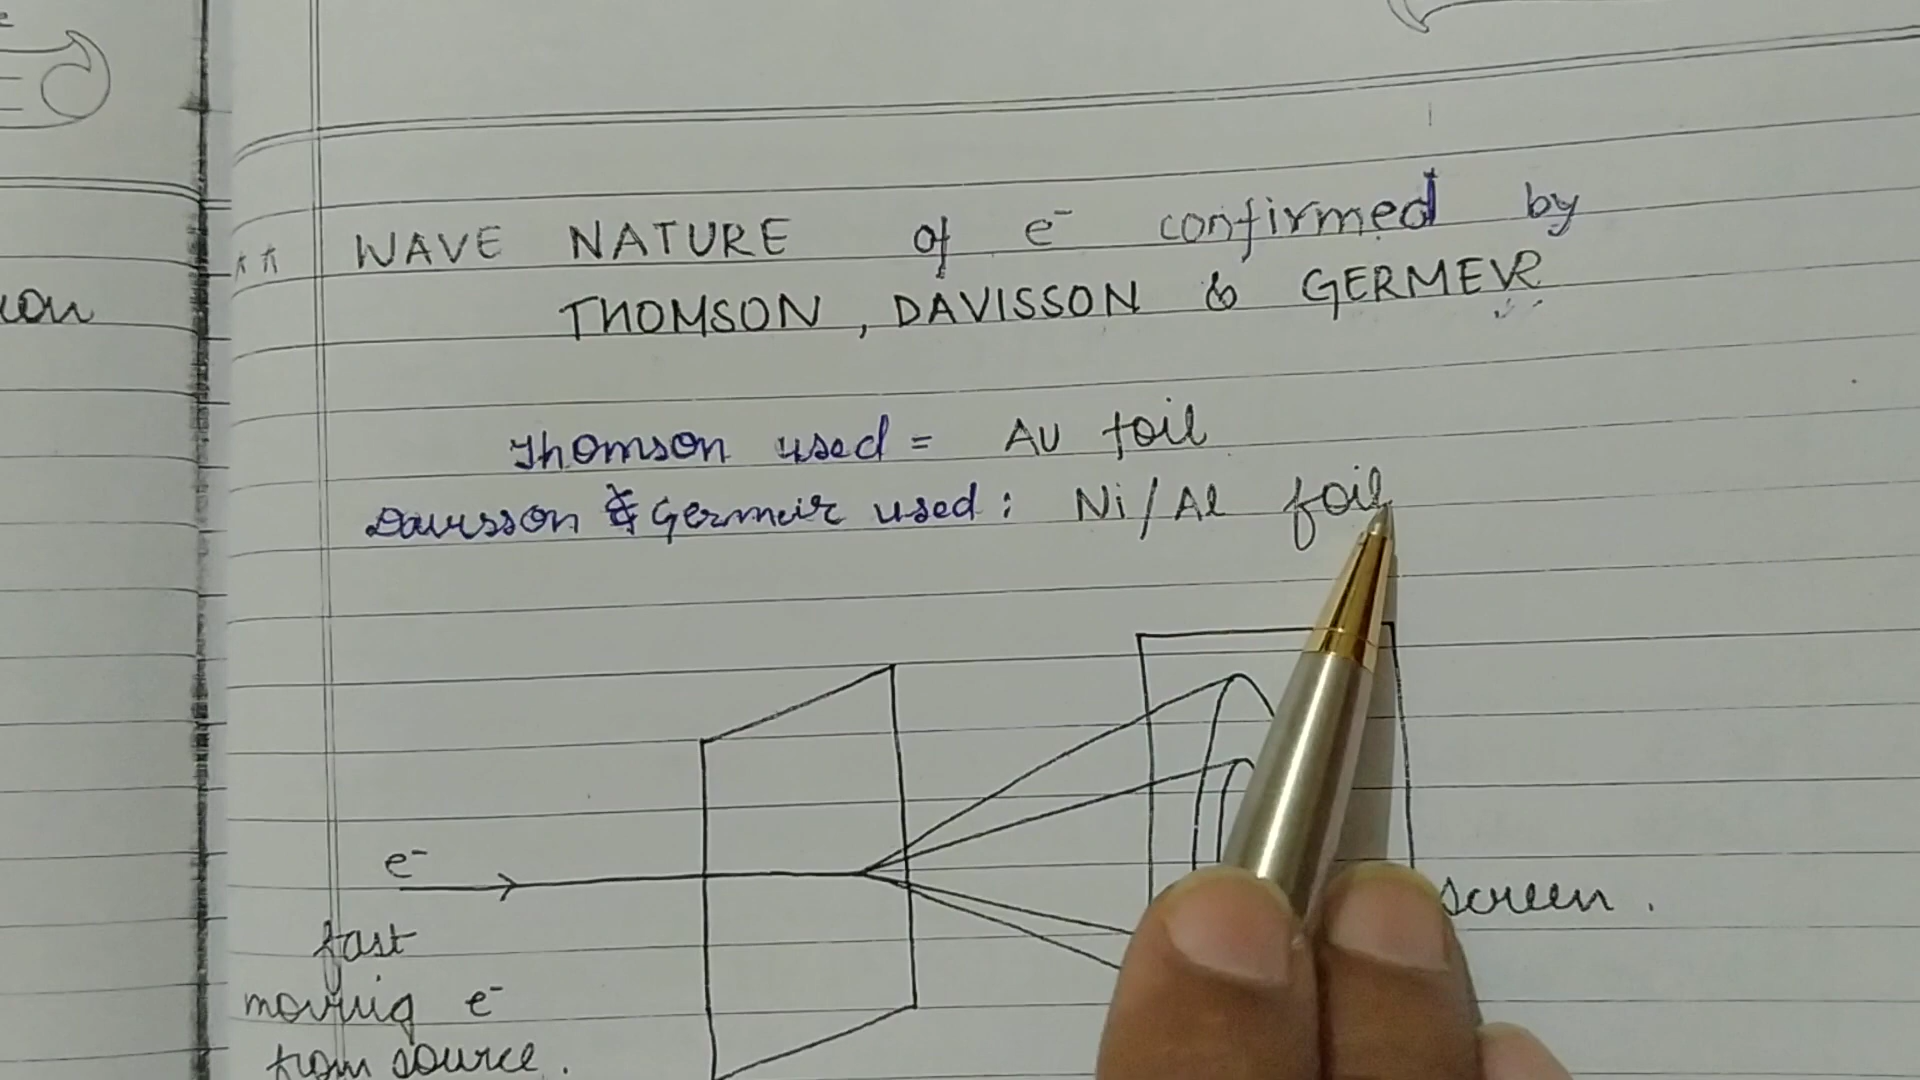 ** WAVE NATURE of e⁻ confirmed by
THOMSON, DAVISSON & GERMER
Thomson used = Au foil
Davisson & Germeir used : Ni/Al foil
e⁻
fast
moving e⁻
from source.
screen.